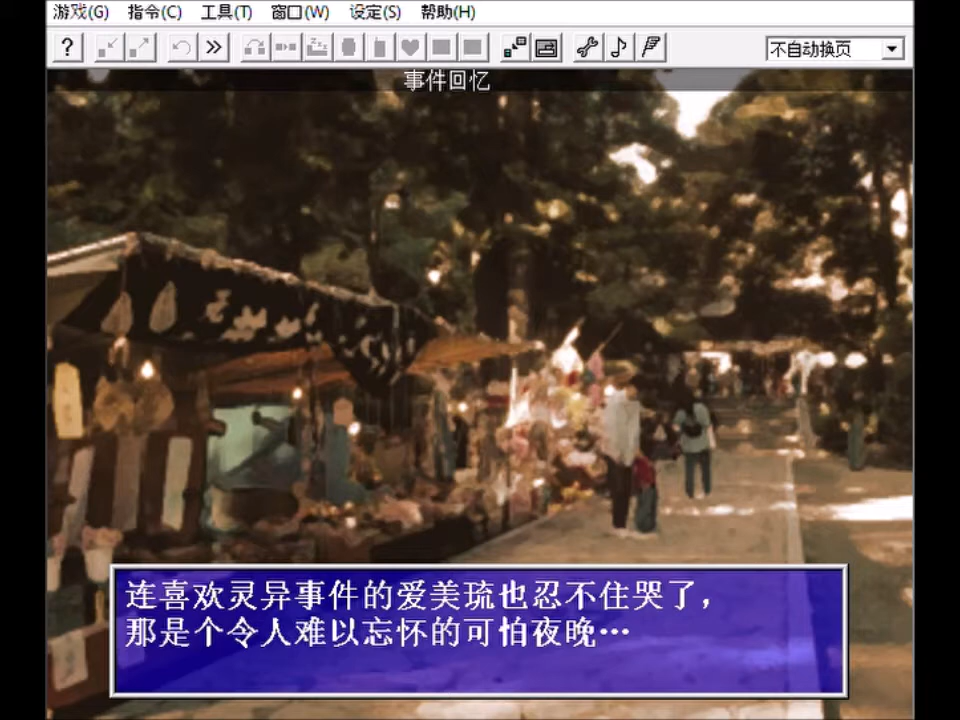 游戏(G) 指令(C) 工具(T) 窗口(W) 设定(S) 帮助(H)
? 不自动换页
事件回忆
连喜欢灵异事件的爱美琉也忍不住哭了,
那是个令人难以忘怀的可怕夜晚…